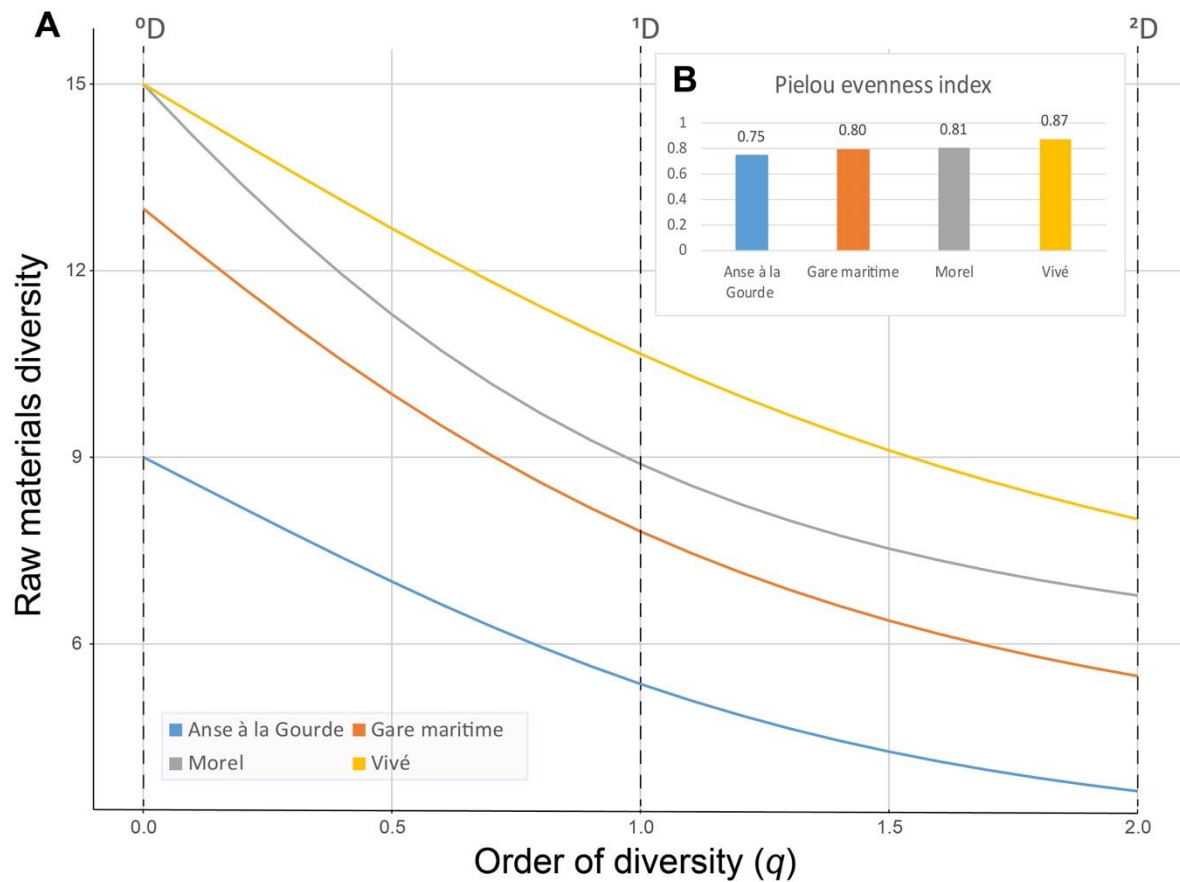 A
⁰D
¹D
²D
15
12
9
6
Raw materials diversity
B
Pielou evenness index
1
0.8
0.6
0.4
0.2
0
0.75
0.80
0.81
0.87
Anse à la
Gourde
Gare maritime
Morel
Vivé
Anse à la Gourde Gare maritime
Morel Vivé
0.0
0.5
1.0
1.5
2.0
Order of diversity (q)